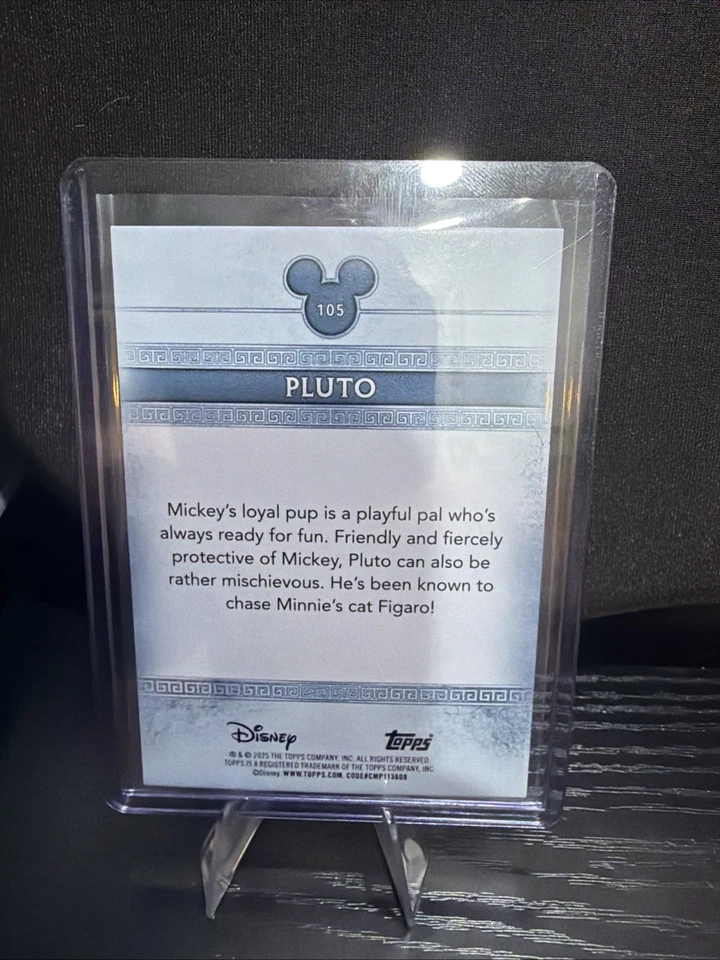 105
PLUTO
Mickey's loyal pup is a playful pal who's
always ready for fun. Friendly and fiercely
protective of Mickey, Pluto can also be
rather mischievous. He's been known to
chase Minnie's cat Figaro!
Disney topps
® & © 2025 THE TOPPS COMPANY, INC. ALL RIGHTS RESERVED.
TOPPS IS A REGISTERED TRADEMARK OF THE TOPPS COMPANY, INC.
©Disney. WWW.TOPPS.COM. CODE#CMP113608